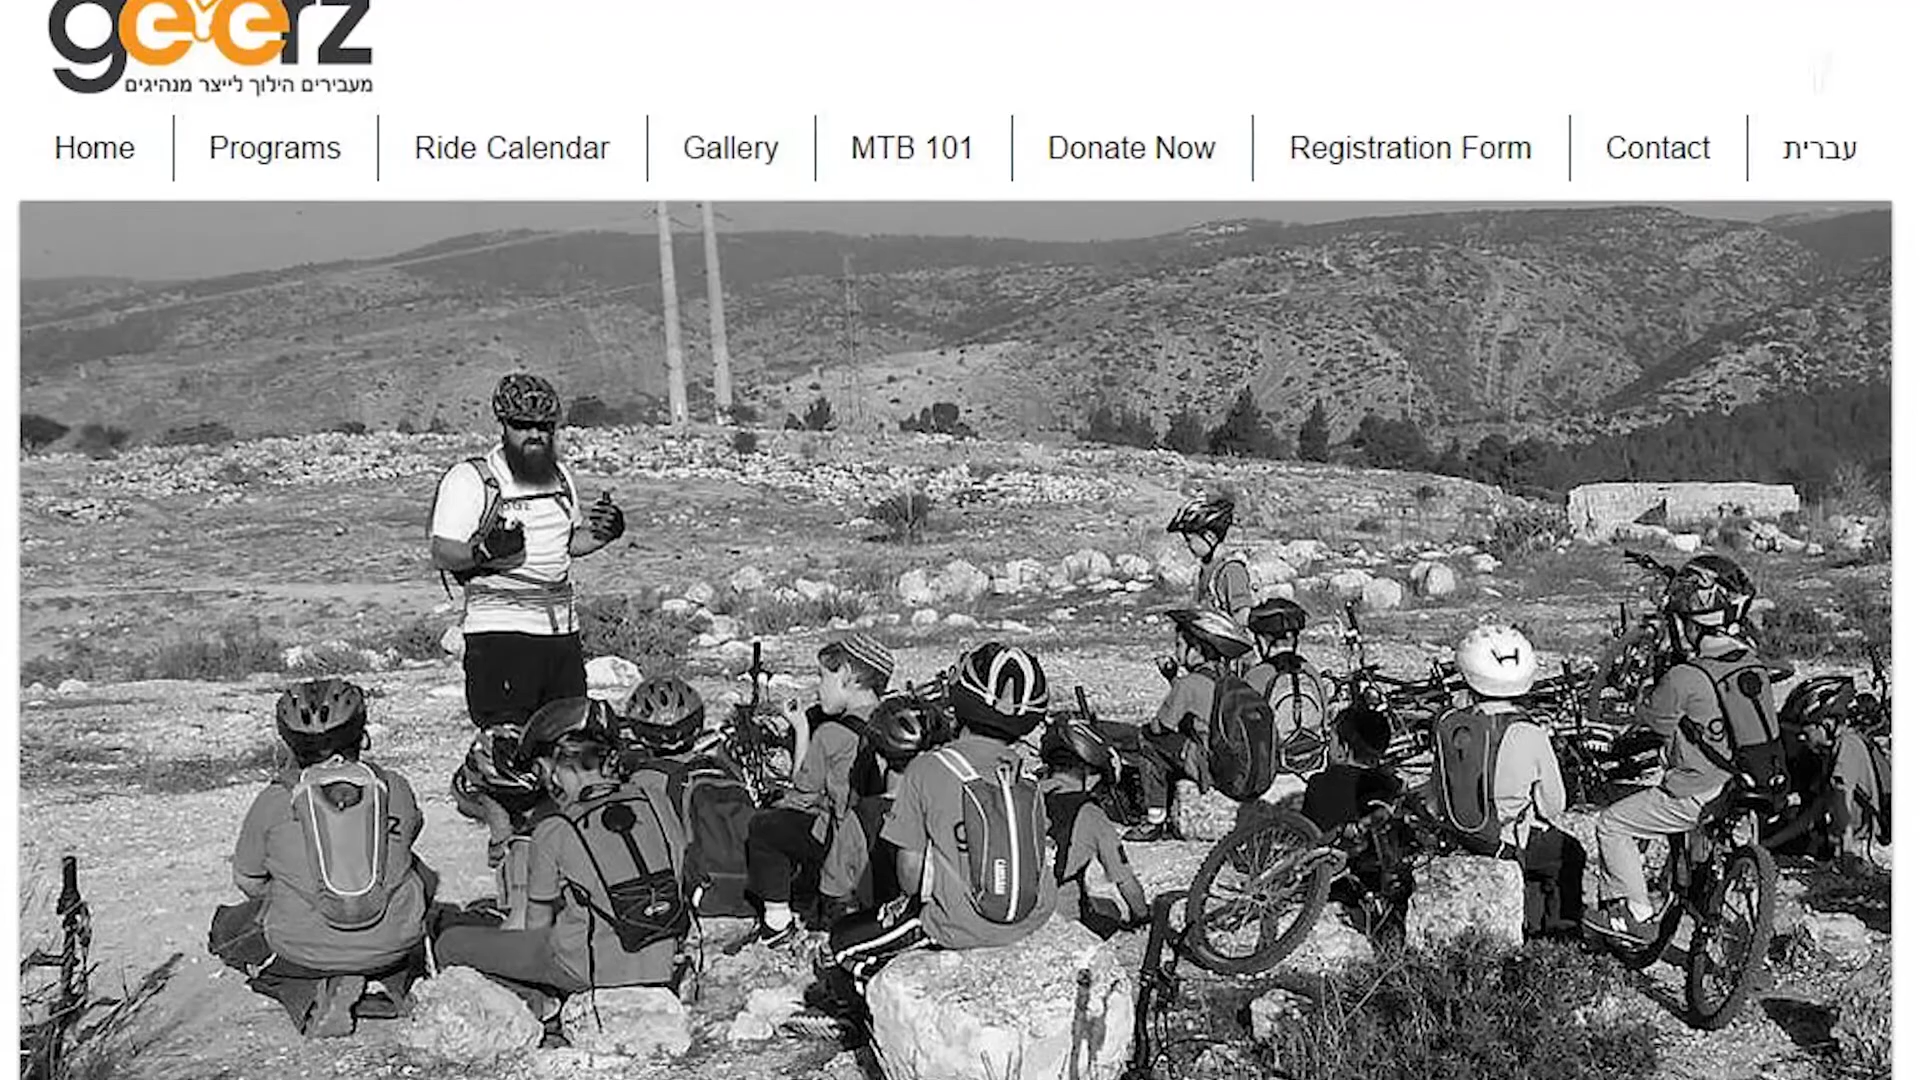 geerz
מעבירים הילוך לייצר מנהיגים
Home
Programs
Ride Calendar
Gallery
MTB 101
Donate Now
Registration Form
Contact
עברית